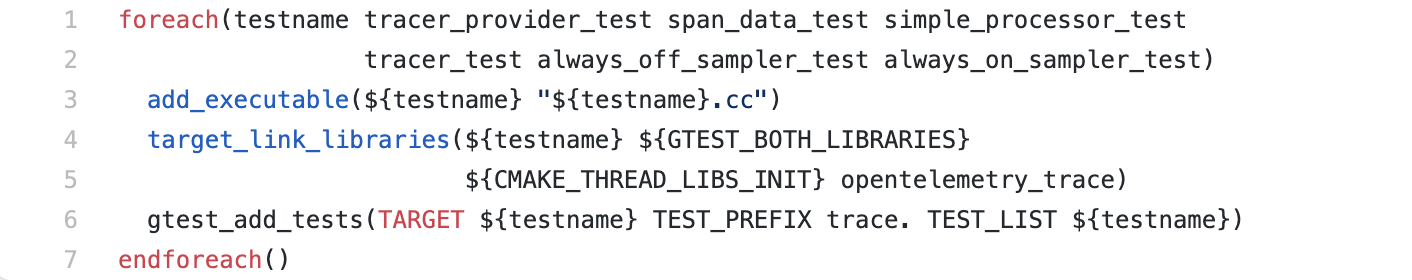 1 foreach(testname tracer_provider_test span_data_test simple_processor_test
2 tracer_test always_off_sampler_test always_on_sampler_test)
3 add_executable(${testname} "${testname}.cc")
4 target_link_libraries(${testname} ${GTEST_BOTH_LIBRARIES}
5 ${CMAKE_THREAD_LIBS_INIT} opentelemetry_trace)
6 gtest_add_tests(TARGET ${testname} TEST_PREFIX trace. TEST_LIST ${testname})
7 endforeach()